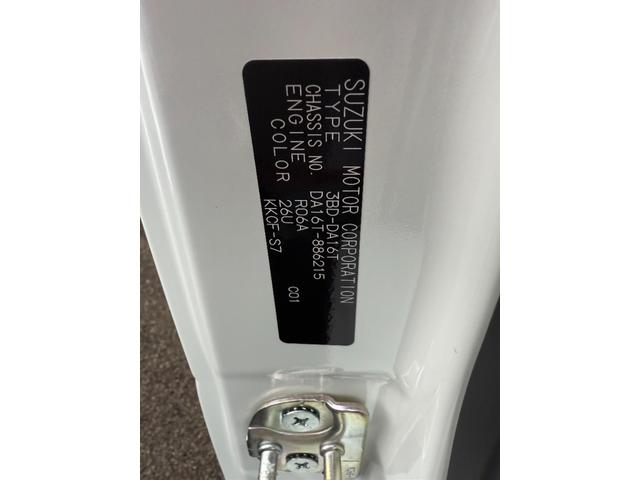 SUZUKI MOTOR CORPORATION
TYPE 3BD-DA16T
CHASSIS NO. DA16T-886215
ENGINE R06A C01
COLOR 26U
KKCF-S7